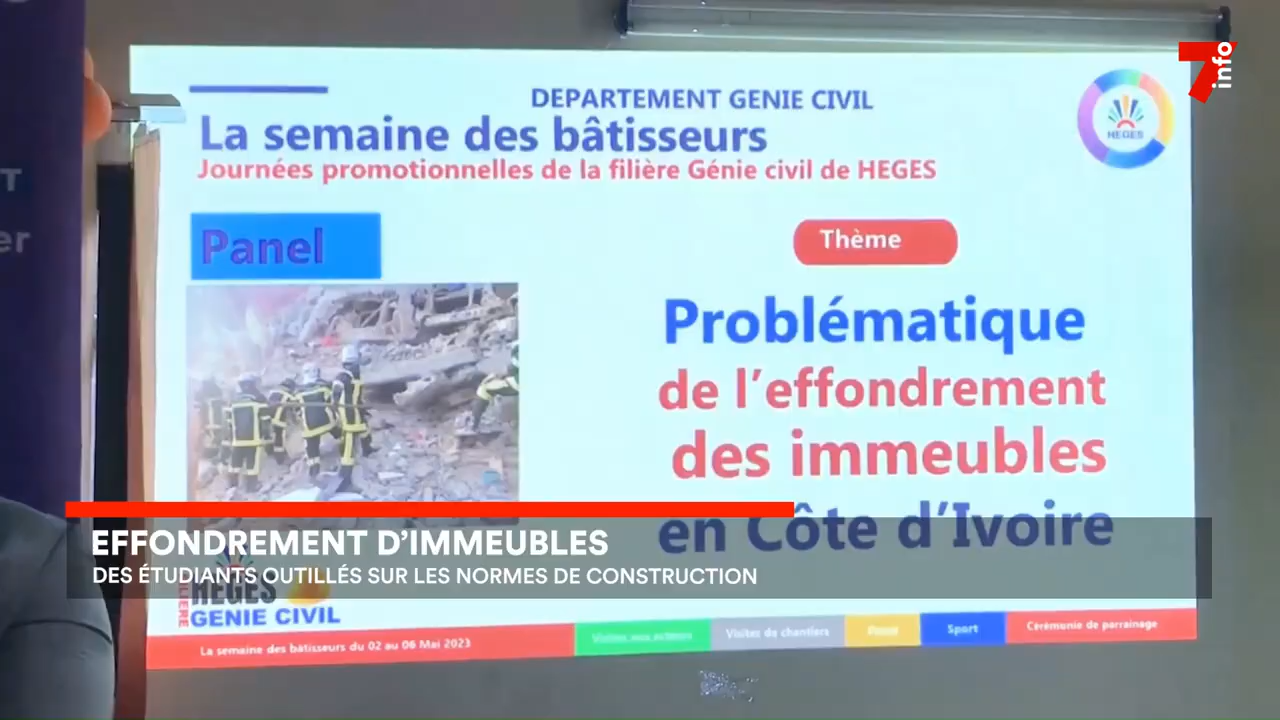 7 info
DEPARTEMENT GENIE CIVIL
La semaine des bâtisseurs
Journées promotionnelles de la filière Génie civil de HEGES
HEGES
T
er
Panel
Thème
Problématique
de l'effondrement
des immeubles
en Côte d'Ivoire
EFFONDREMENT D'IMMEUBLES
DES ÉTUDIANTS OUTILLÉS SUR LES NORMES DE CONSTRUCTION
HEGES
GENIE CIVIL
La semaine des bâtisseurs du 02 au 06 Mai 2023
Visites de chantiers
Panel
Sport
Cérémonie de parrainage